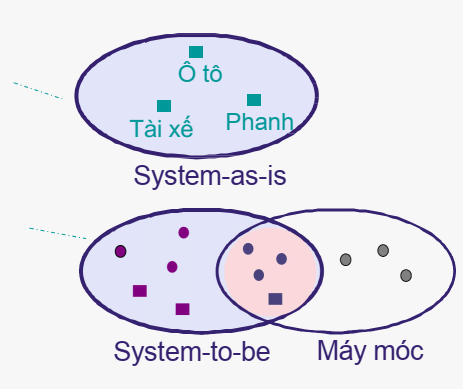 Ô tô
Tài xế
Phanh
System-as-is
System-to-be
Máy móc